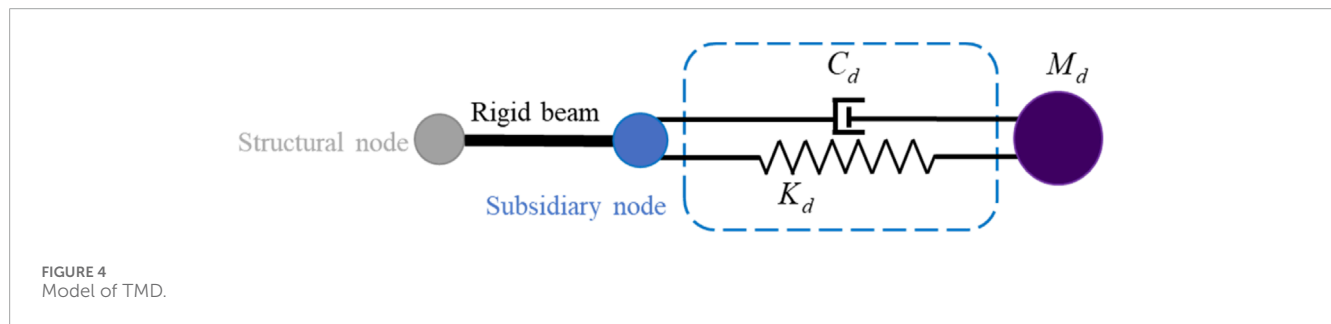 C_d
M_d
Rigid beam
Structural node
K_d
Subsidiary node
FIGURE 4
Model of TMD.